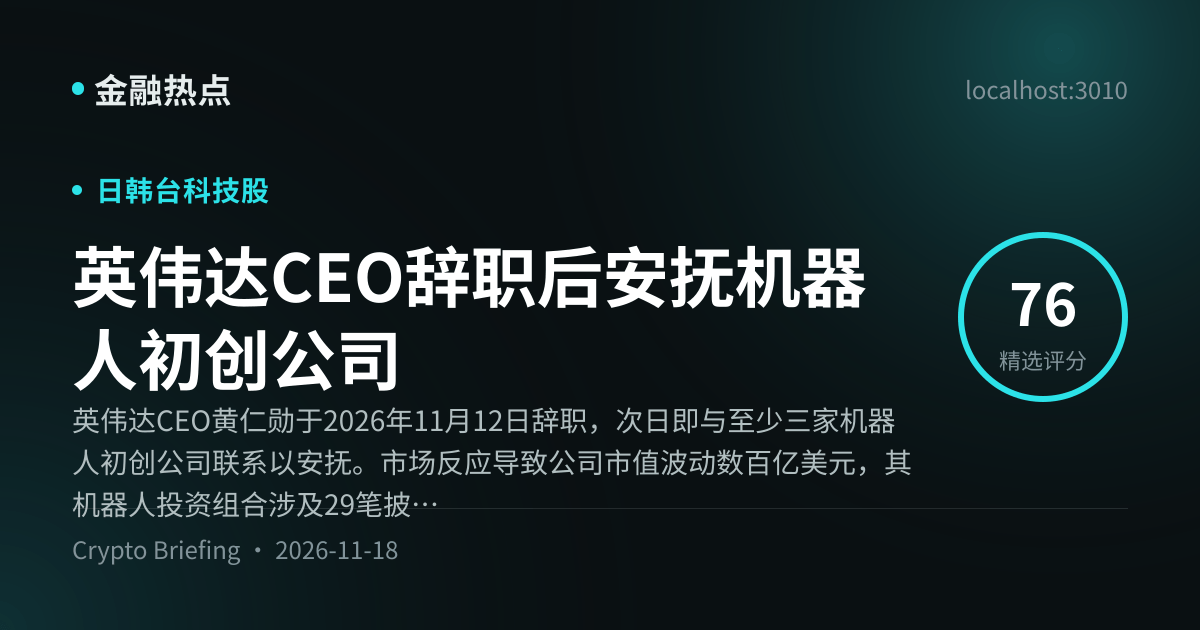 金融热点
localhost:3010
日韩台科技股
英伟达CEO辞职后安抚机器
人初创公司
76
精选评分
英伟达CEO黄仁勋于2026年11月12日辞职，次日即与至少三家机器
人初创公司联系以安抚。市场反应导致公司市值波动数百亿美元，其
机器人投资组合涉及29笔披…
Crypto Briefing · 2026-11-18